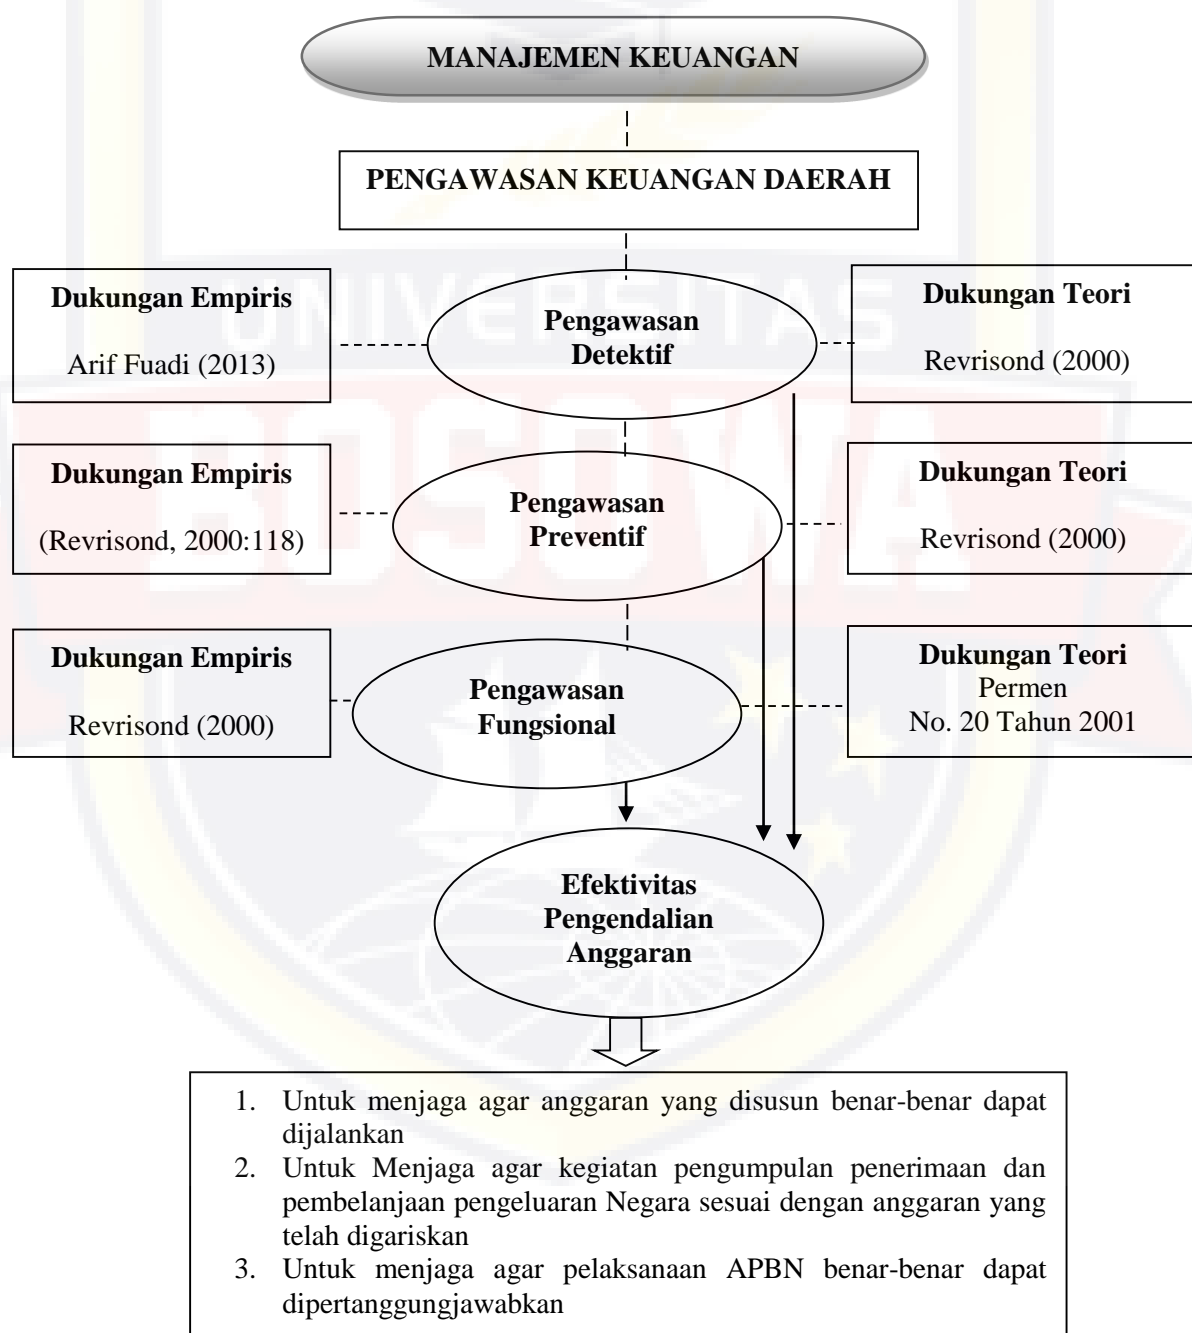 MANAJEMEN KEUANGAN
PENGAWASAN KEUANGAN DAERAH
Dukungan Empiris
Arif Fuadi (2013)
Pengawasan
Detektif
Dukungan Teori
Revrisond (2000)
Dukungan Empiris
(Revrisond, 2000:118)
Pengawasan
Preventif
Dukungan Teori
Revrisond (2000)
Dukungan Empiris
Revrisond (2000)
Pengawasan
Fungsional
Dukungan Teori
Permen
No. 20 Tahun 2001
Efektivitas
Pengendalian
Anggaran
1. Untuk menjaga agar anggaran yang disusun benar-benar dapat
dijalankan
2. Untuk Menjaga agar kegiatan pengumpulan penerimaan dan
pembelanjaan pengeluaran Negara sesuai dengan anggaran yang
telah digariskan
3. Untuk menjaga agar pelaksanaan APBN benar-benar dapat
dipertanggungjawabkan
UNIVERSITAS
BOSOWA